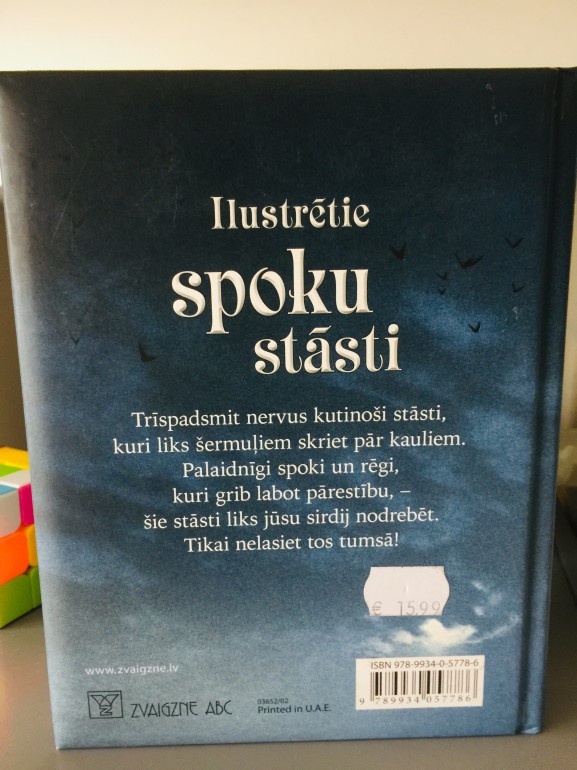 Ilustrētie
spoku
stāsti
Trīspadsmit nervus kutinoši stāsti,
kuri liks šermuļiem skriet pār kauliem.
Palaidnīgi spoki un rēgi,
kuri grib labot pārestību, –
šie stāsti liks jūsu sirdij nodrebēt.
Tikai nelasiet tos tumsā!
€ 15,99
www.zvaigzne.lv
ZVAIGZNE ABC
03652/02
Printed in U.A.E.
ISBN 978-9934-0-5778-6
9 789934 057786